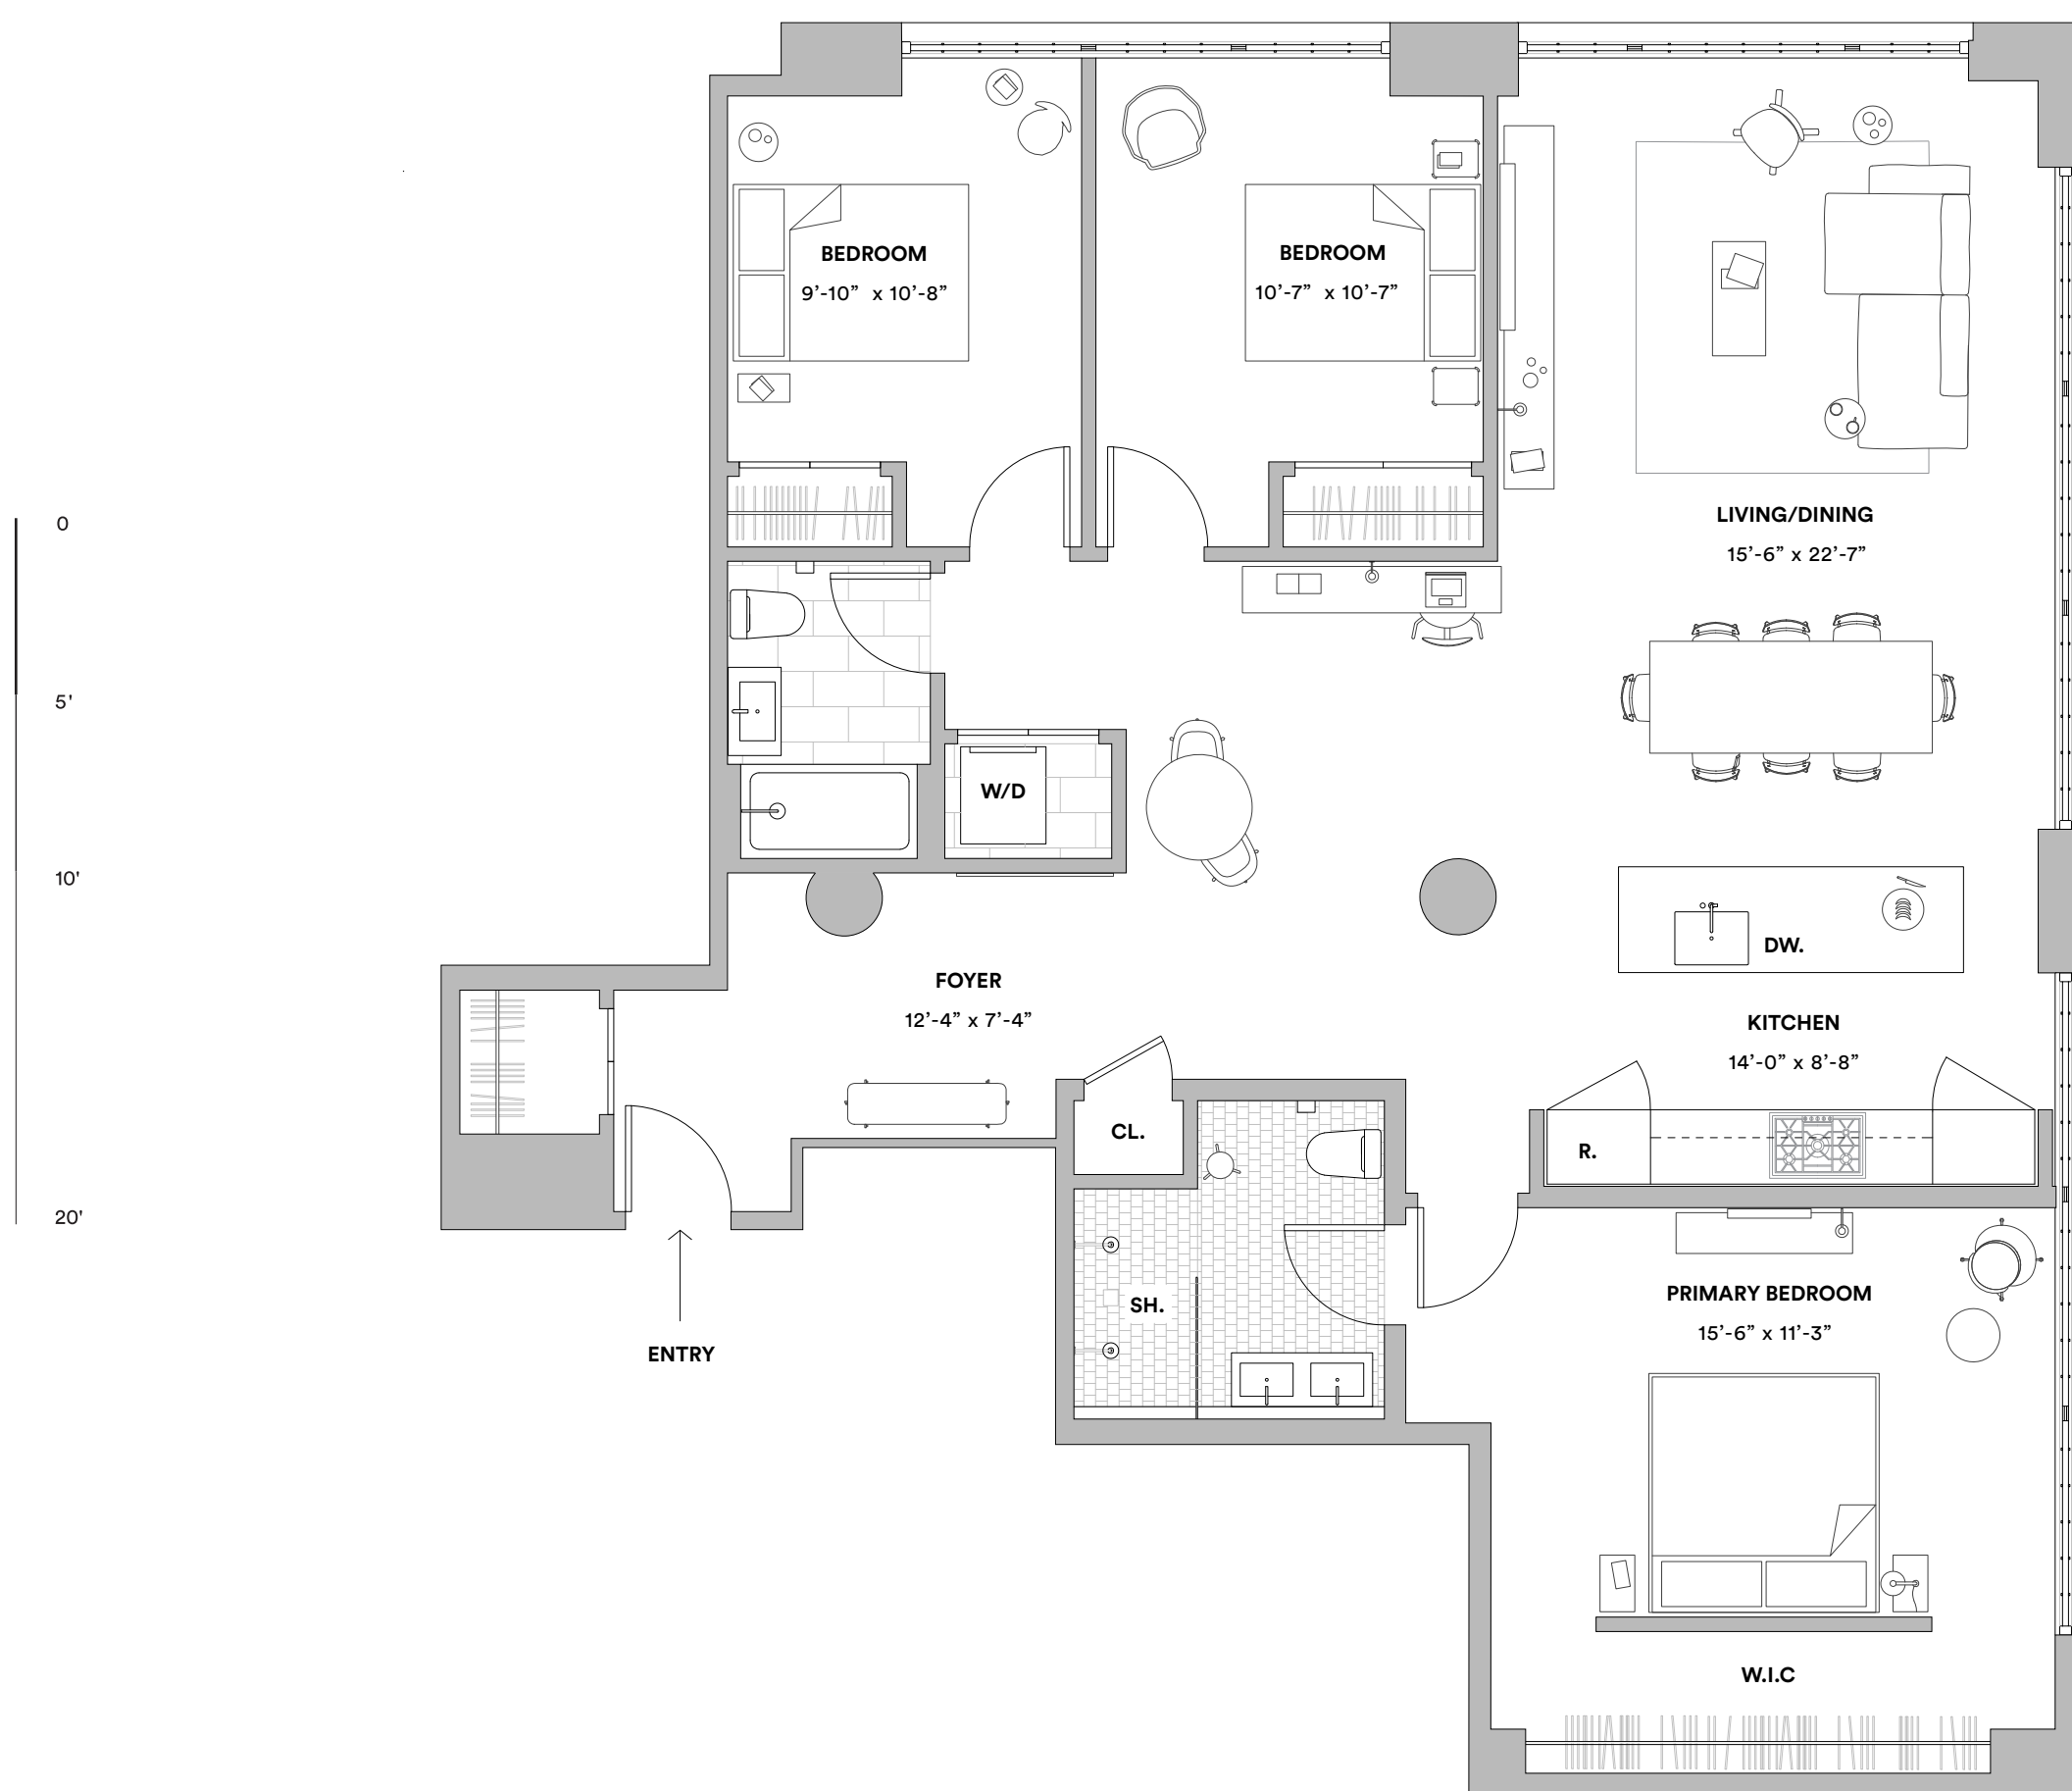 BEDROOM
9’-10” x 10’-8”
BEDROOM
10’-7” x 10’-7”
LIVING/DINING
15’-6” x 22’-7”
0
5'
10'
20'
W/D
DW.
FOYER
12’-4” x 7’-4”
KITCHEN
14’-0” x 8’-8”
CL.
R.
SH.
PRIMARY BEDROOM
15’-6” x 11’-3”
ENTRY
W.I.C